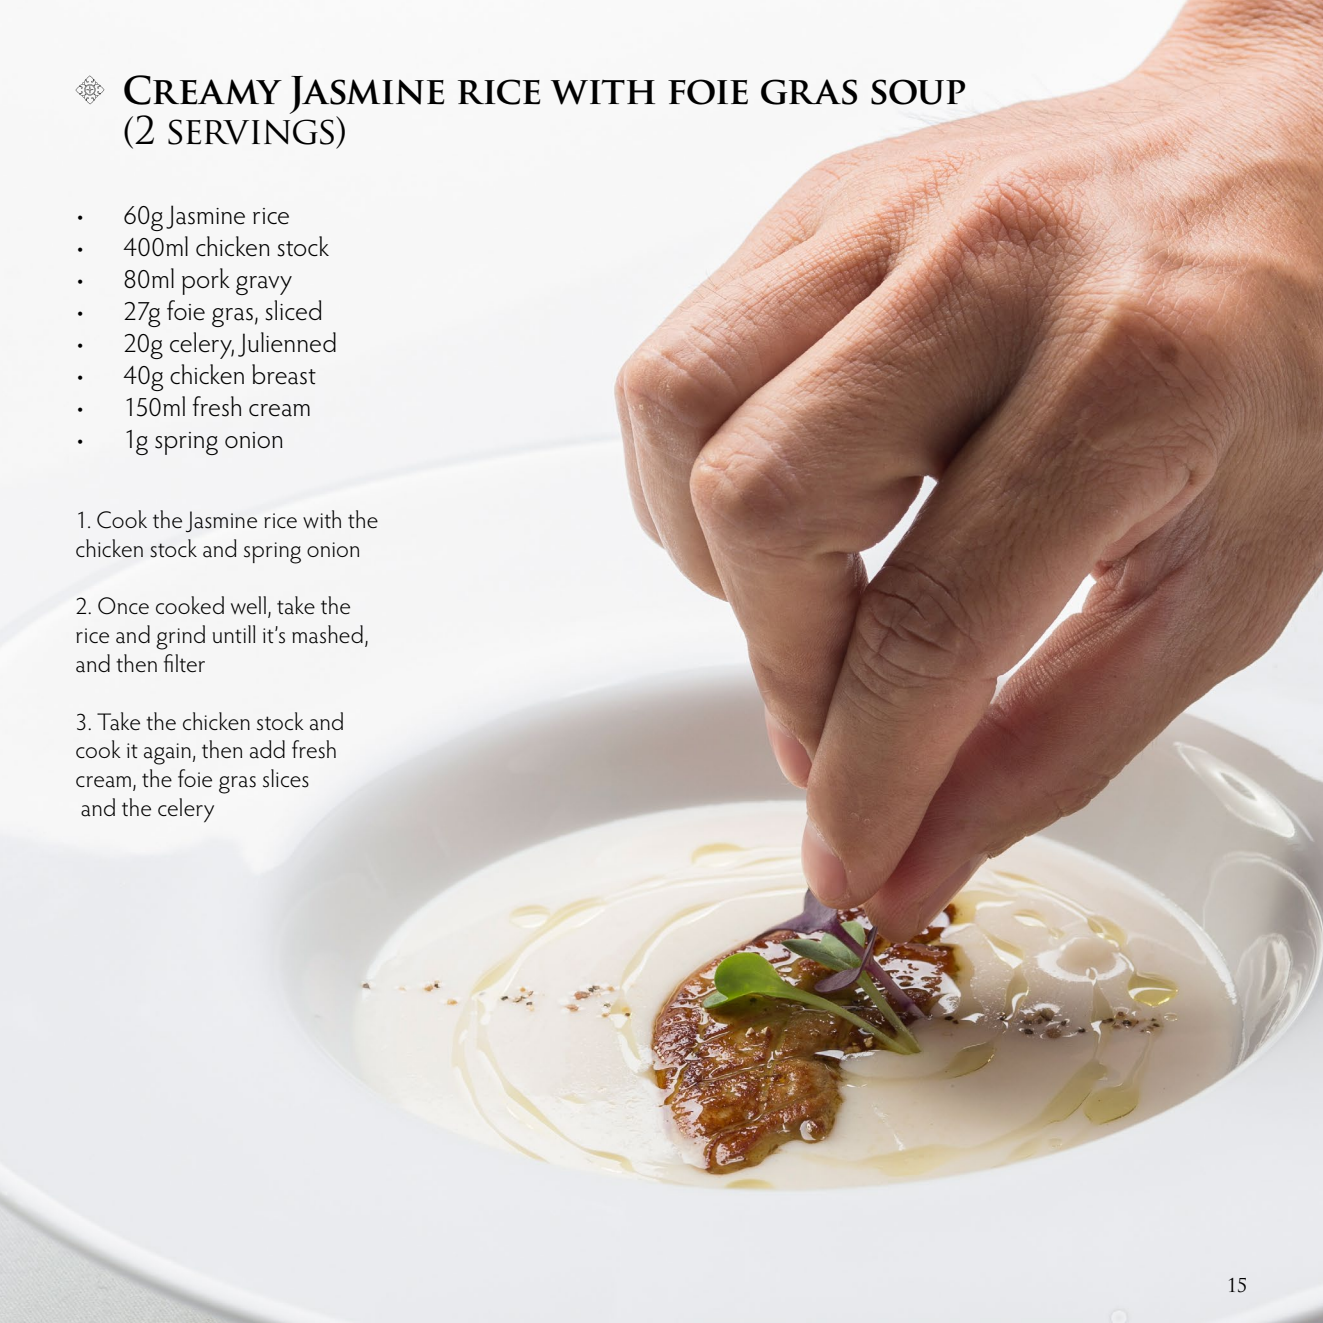 Creamy Jasmine rice with foie gras soup
(2 servings)
• 60g Jasmine rice
• 400ml chicken stock
• 80ml pork gravy
• 27g foie gras, sliced
• 20g celery, Julienned
• 40g chicken breast
• 150ml fresh cream
• 1g spring onion
1. Cook the Jasmine rice with the
chicken stock and spring onion
2. Once cooked well, take the
rice and grind untill it's mashed,
and then filter
3. Take the chicken stock and
cook it again, then add fresh
cream, the foie gras slices
and the celery
15